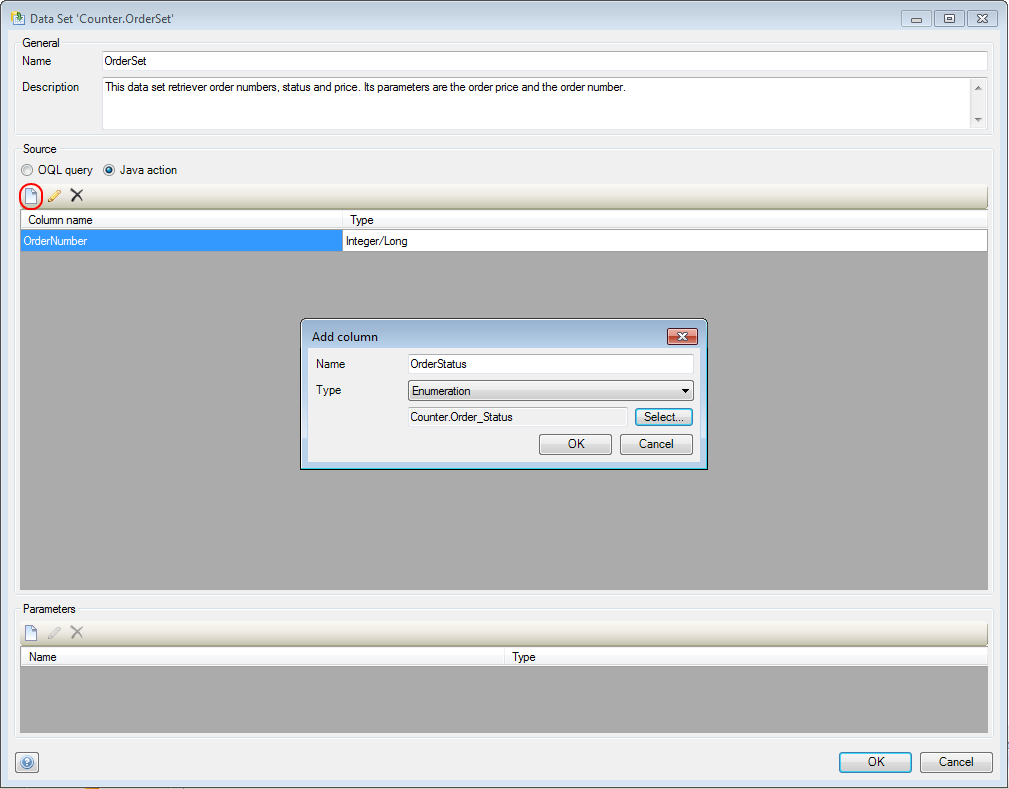 Data Set 'Counter.OrderSet'
General
Name OrderSet
Description This data set retriever order numbers, status and price. Its parameters are the order price and the order number.
Source
OQL query Java action
Column name Type
OrderNumber Integer/Long
Add column
Name OrderStatus
Type Enumeration
Counter.Order_Status Select...
OK Cancel
Parameters
Name Type
OK Cancel